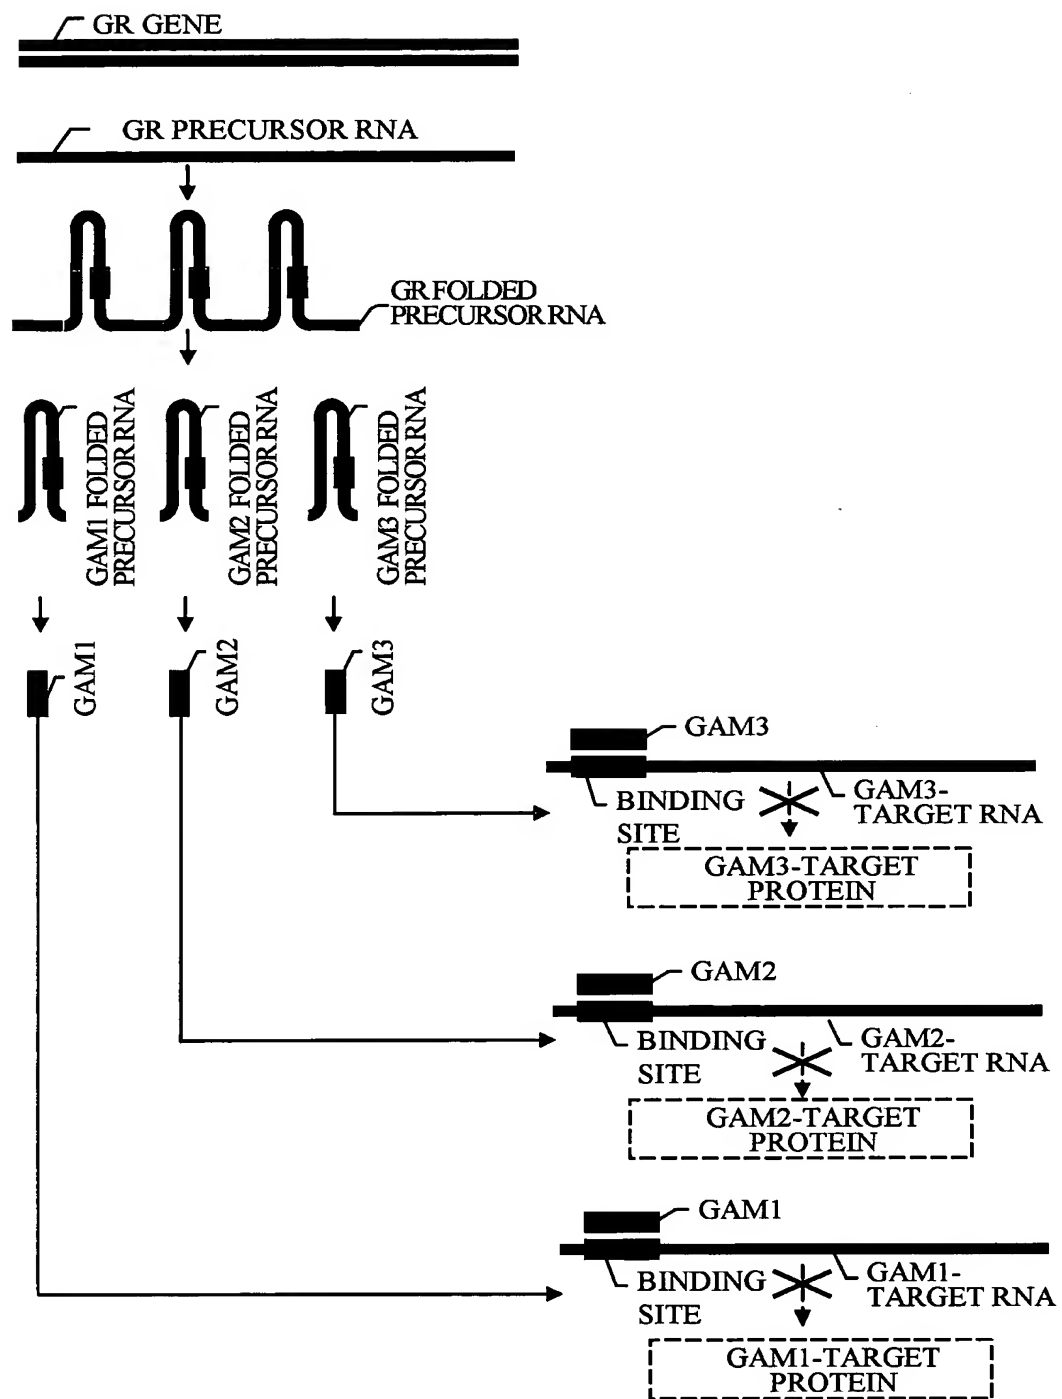 GR GENE
GR PRECURSOR RNA
GR FOLDED
PRECURSOR RNA
GAM1 FOLDED
PRECURSOR RNA
GAM2 FOLDED
PRECURSOR RNA
GAM3 FOLDED
PRECURSOR RNA
GAM1
GAM2
GAM3
GAM3
BINDING
SITE
GAM3-
TARGET RNA
GAM3-TARGET
PROTEIN
GAM2
BINDING
SITE
GAM2-
TARGET RNA
GAM2-TARGET
PROTEIN
GAM1
BINDING
SITE
GAM1-
TARGET RNA
GAM1-TARGET
PROTEIN